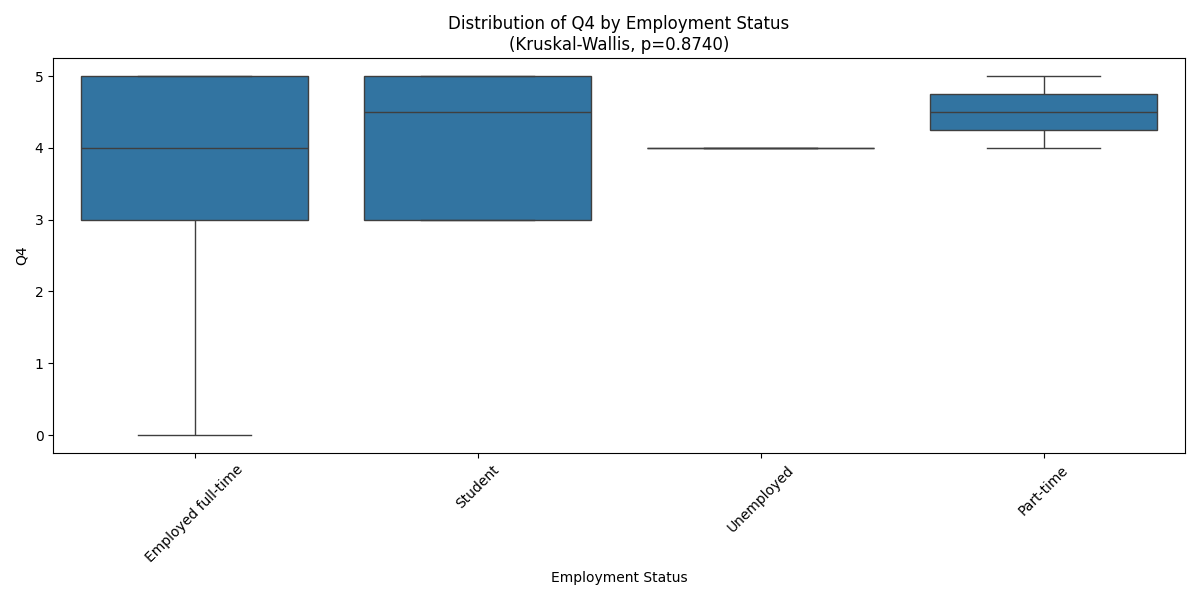 Distribution of Q4 by Employment Status
(Kruskal-Wallis, p=0.8740)
5
4
3
2
1
0
Q4
Employed full-time
Student
Unemployed
Part-time
Employment Status